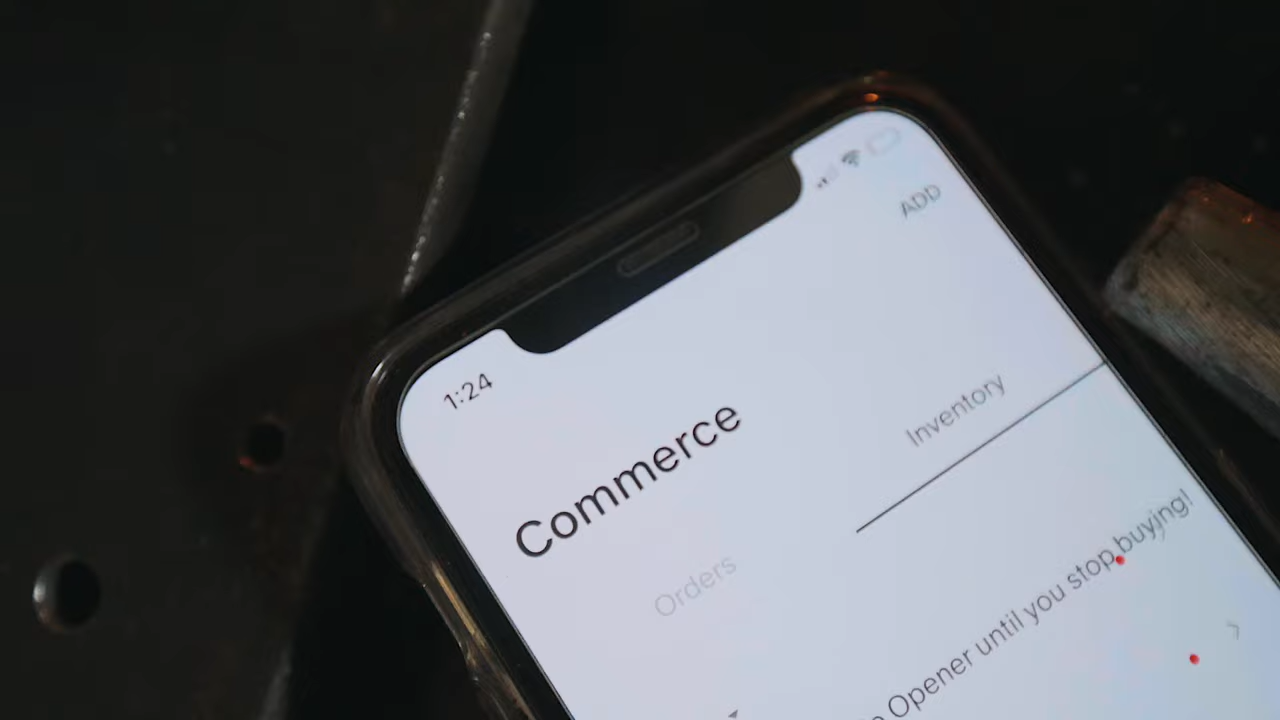 1:24
ADD
Commerce
Orders
Inventory
Opener until you stop buying!